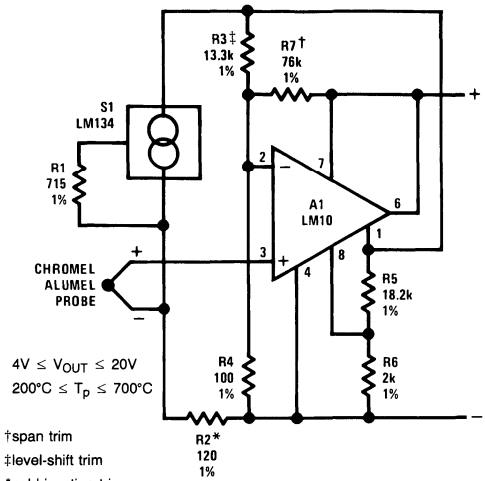 R3‡
13.3k
1%
R7†
76k
1%
+
S1
LM134
R1
715
1%
2
−
7
6
A1
LM10
1
+
3
+
8
4
CHROMEL
ALUMEL
PROBE
−
R5
18.2k
1%
4V ≤ VOUT ≤ 20V
200°C ≤ Tp ≤ 700°C
R4
100
1%
R6
2k
1%
−
†span trim
‡level-shift trim
R2*
120
1%